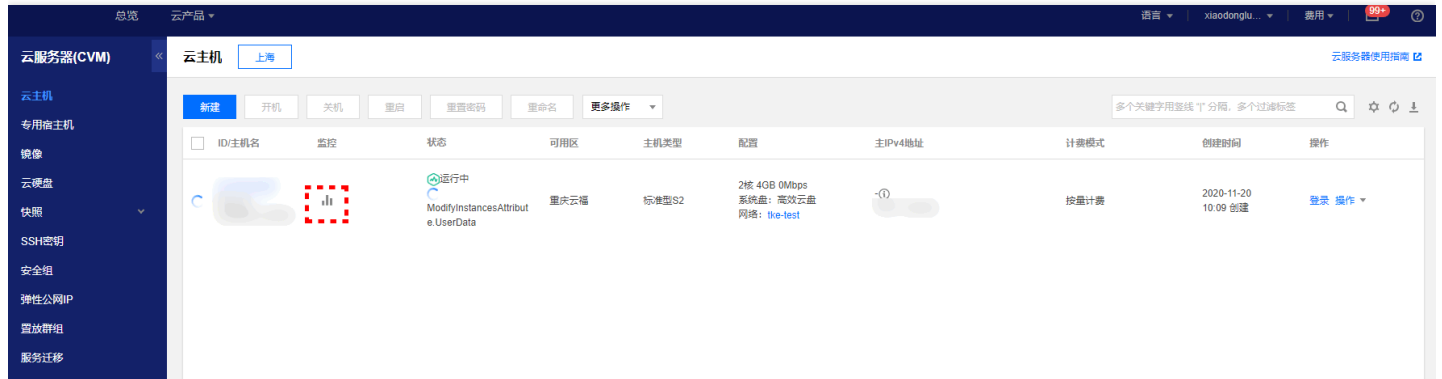 总览 云产品 语言 xiaodonglu... 费用 99+
云服务器(CVM) 云主机 上海 云服务器使用指南
云主机
专用宿主机
镜像
云硬盘
快照
SSH密钥
安全组
弹性公网IP
置放群组
服务迁移
新建 开机 关机 重启 重置密码 重命名 更多操作 多个关键字用竖线 "|" 分隔，多个过滤标签
ID/主机名 监控 状态 可用区 主机类型 配置 主IPv4地址 计费模式 创建时间 操作
运行中
ModifyInstancesAttribut
e.UserData
重庆云福
标准型S2
2核 4GB 0Mbps
系统盘：高效云盘
网络：tke-test
-
按量计费
2020-11-20
10:09 创建
登录 操作